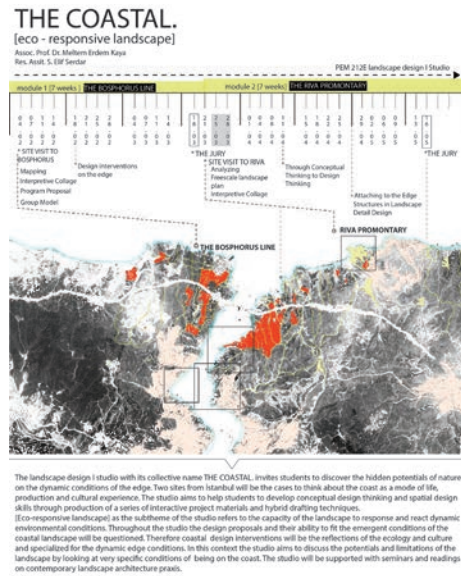 THE COASTAL.
[eco - responsive landscape]
Assoc. Prof. Dr. Meltem Erdem Kaya
Res. Assit. S. Elif Serdar
PEM 212E landscape design I Studio
module 1 [7 weeks] THE BOSPHORUS LINE
module 2 [7 weeks] THE RIVA PROMONTARY
* SITE VISIT TO
BOSPHORUS
Mapping
Interpretive Collage
Program Proposal
Group Model
*Design interventions
on the edge
*THE JURY
* SITE VISIT TO RIVA
Analyzing
Freescale landscape
plan
Interpretive Collage
*Through Conceptual
Thinking to Design
Thinking
*Attaching to the Edge
Structures in Landscape
Detail Design
*THE JURY
THE BOSPHORUS LINE
RIVA PROMONTARY
The landscape design I studio with its collective name THE COASTAL. invites students to discover the hidden potentials of nature
on the dynamic conditions of the edge. Two sites from İstanbul will be the cases to think about the coast as a mode of life,
production and cultural experience. The studio aims to help students to develop conceptual design thinking and spatial design
skills through production of a series of interactive project materials and hybrid drafting techniques.
[Eco-responsive landscape] as the subtheme of the studio refers to the capacity of the landscape to response and react dynamic
environmental conditions. Throughout the studio the design proposals and their ability to fit the emergent conditions of the
coastal landscape will be questioned. Therefore coastal design interventions will be the reflections of the ecology and culture
and specialized for the dynamic edge conditions. In this context the studio aims to discuss the potentials and limitations of the
landscape by looking at very specific conditions of being on the coast. The studio will be supported with seminars and readings
on contemporary landscape architecture praxis.